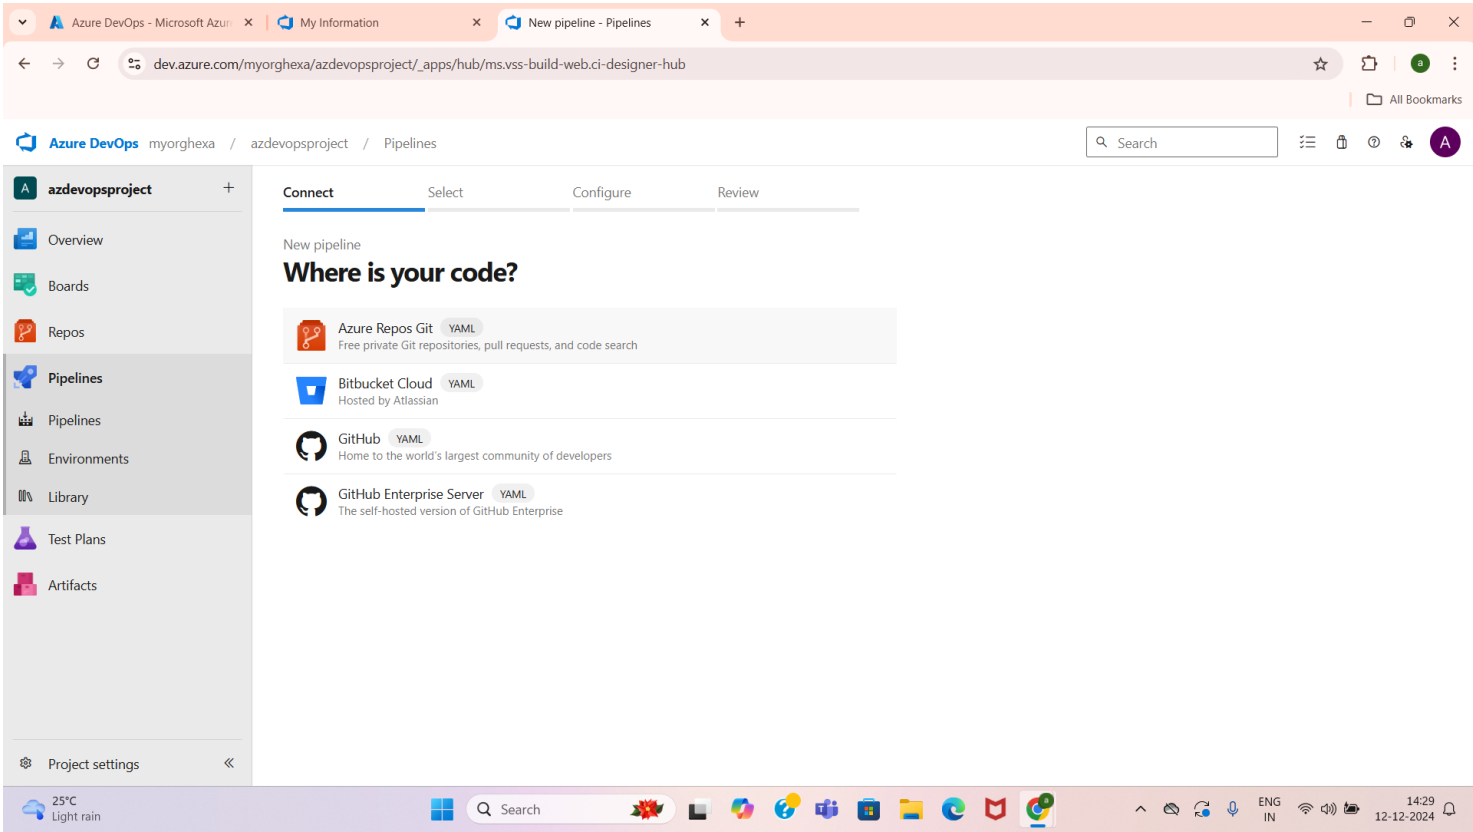 Azure DevOps - Microsoft Azur
My Information
New pipeline - Pipelines
dev.azure.com/myorghexa/azdevopsproject/_apps/hub/ms.vss-build-web.ci-designer-hub
a
All Bookmarks
Azure DevOps myorghexa / azdevopsproject / Pipelines
Search
A
A azdevopsproject
Overview
Boards
Repos
Pipelines
Pipelines
Environments
Library
Test Plans
Artifacts
Project settings
Connect Select Configure Review
New pipeline
Where is your code?
Azure Repos Git YAML
Free private Git repositories, pull requests, and code search
Bitbucket Cloud YAML
Hosted by Atlassian
GitHub YAML
Home to the world's largest community of developers
GitHub Enterprise Server YAML
The self-hosted version of GitHub Enterprise
25°C
Light rain
Search
a
ENG
IN
14:29
12-12-2024